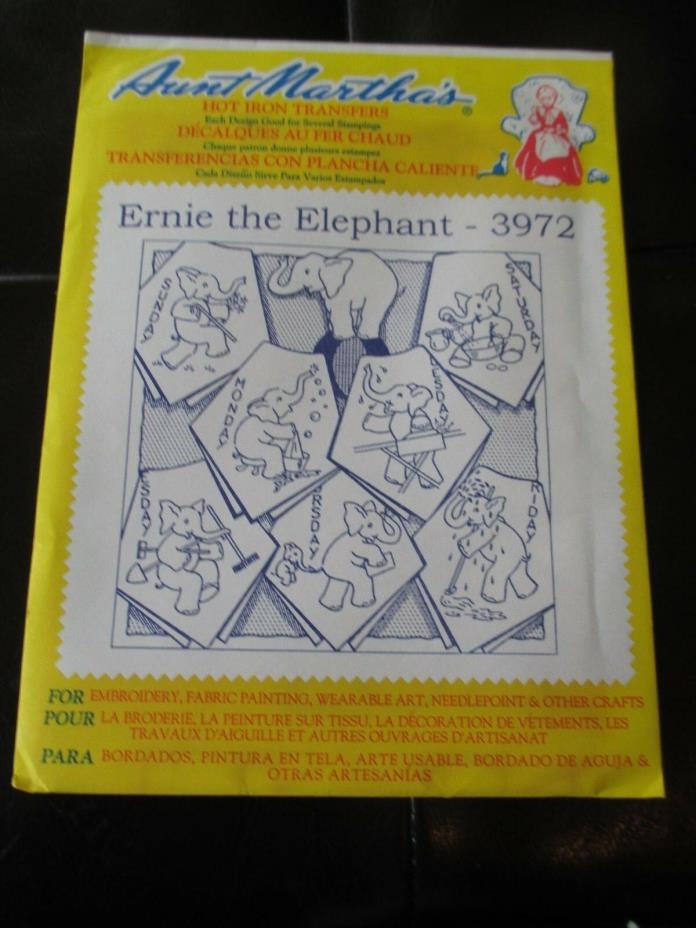 Aunt Martha's®
HOT IRON TRANSFERS
Each Design Good for Several Stampings
DÉCALQUES AU FER CHAUD
Chaque patron donne plusieurs estampes
TRANSFERENCIAS CON PLANCHA CALIENTE
Cada Diseño Sirve Para Varios Estampados
Ernie the Elephant - 3972
SUNDAY
SATURDAY
MONDAY
ESDAY
ESDAY
RSDAY
IDAY
FOR EMBROIDERY, FABRIC PAINTING, WEARABLE ART, NEEDLEPOINT & OTHER CRAFTS
POUR LA BRODERIE, LA PEINTURE SUR TISSU, LA DÉCORATION DE VÊTEMENTS, LES
TRAVAUX D'AIGUILLE ET AUTRES OUVRAGES D'ARTISANAT
PARA BORDADOS, PINTURA EN TELA, ARTE USABLE, BORDADO DE AGUJA &
OTRAS ARTESANÍAS